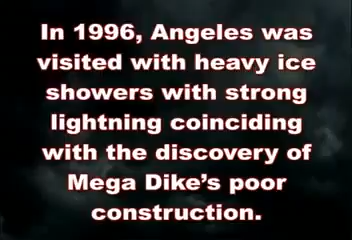 In 1996, Angeles was
visited with heavy ice
showers with strong
lightning coinciding
with the discovery of
Mega Dike’s poor
construction.